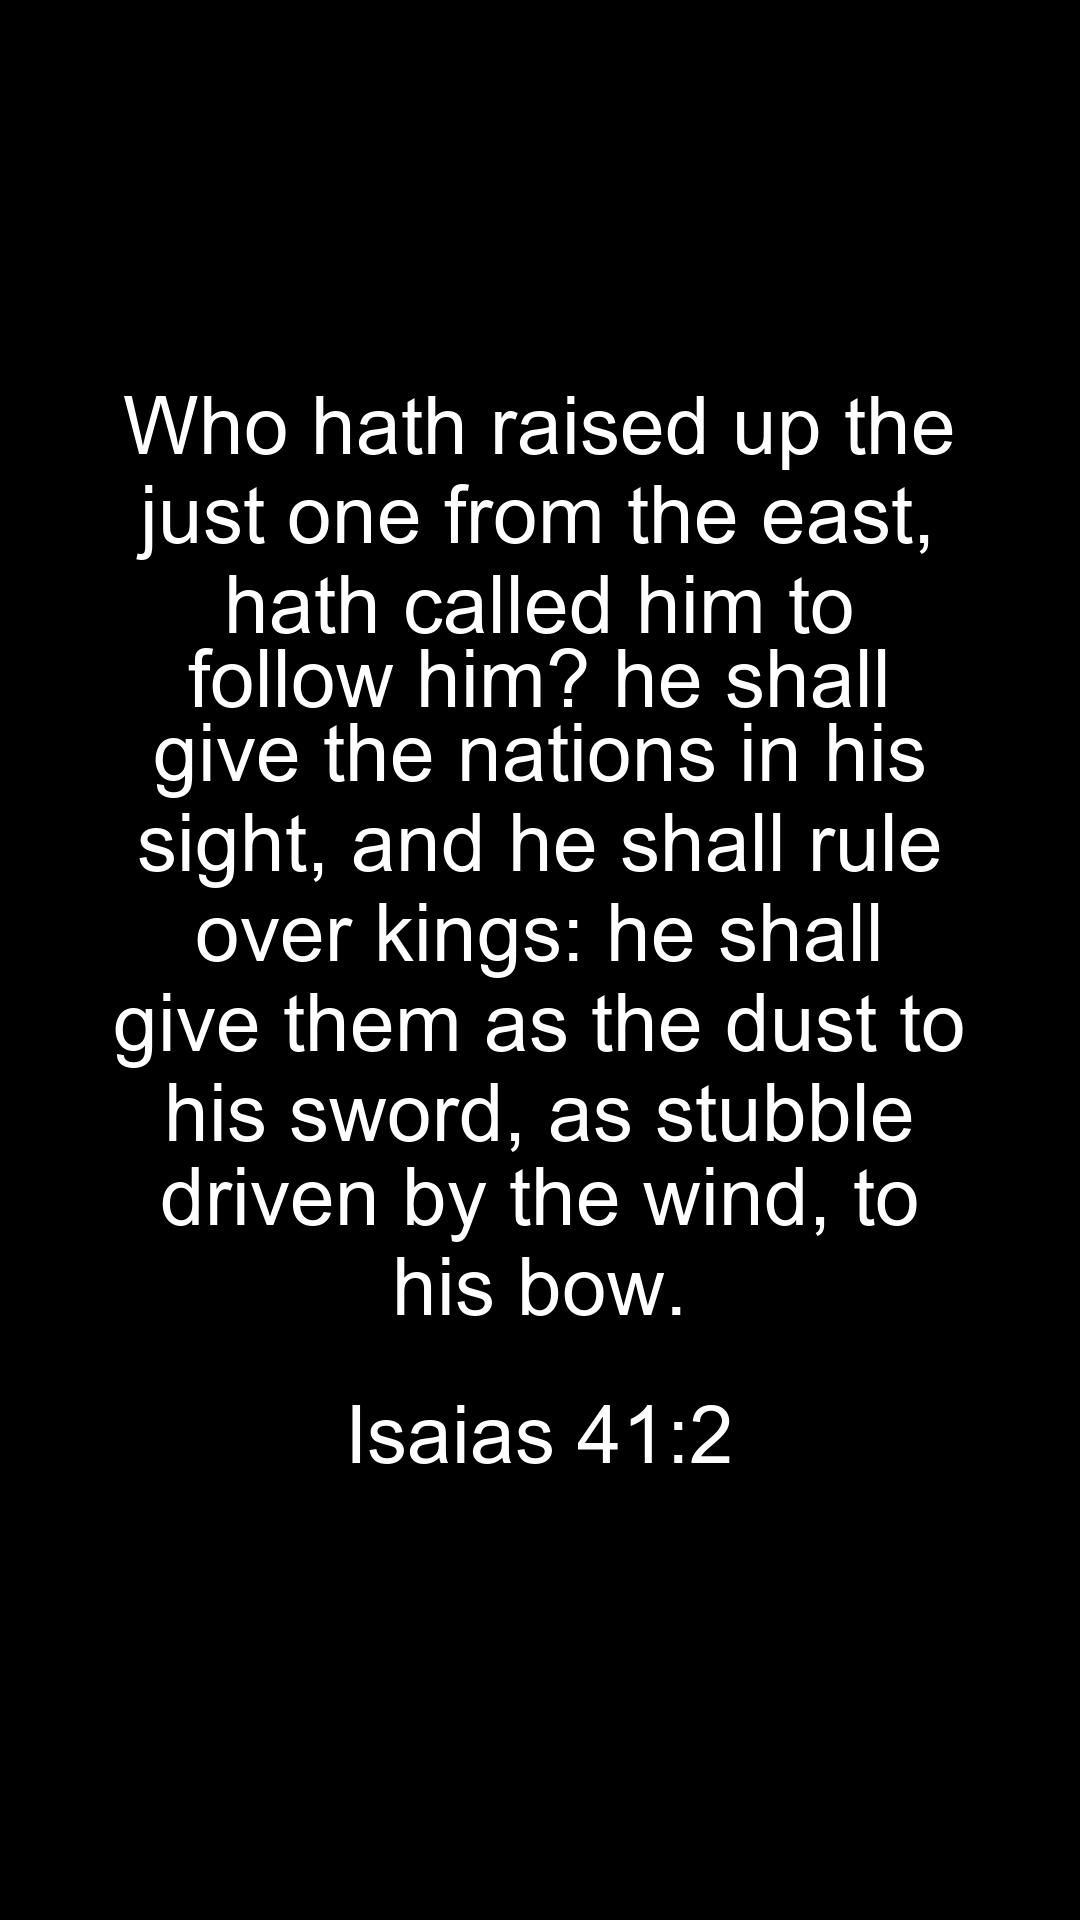 Who hath raised up the
just one from the east,
hath called him to
follow him? he shall
give the nations in his
sight, and he shall rule
over kings: he shall
give them as the dust to
his sword, as stubble
driven by the wind, to
his bow.
Isaias 41:2